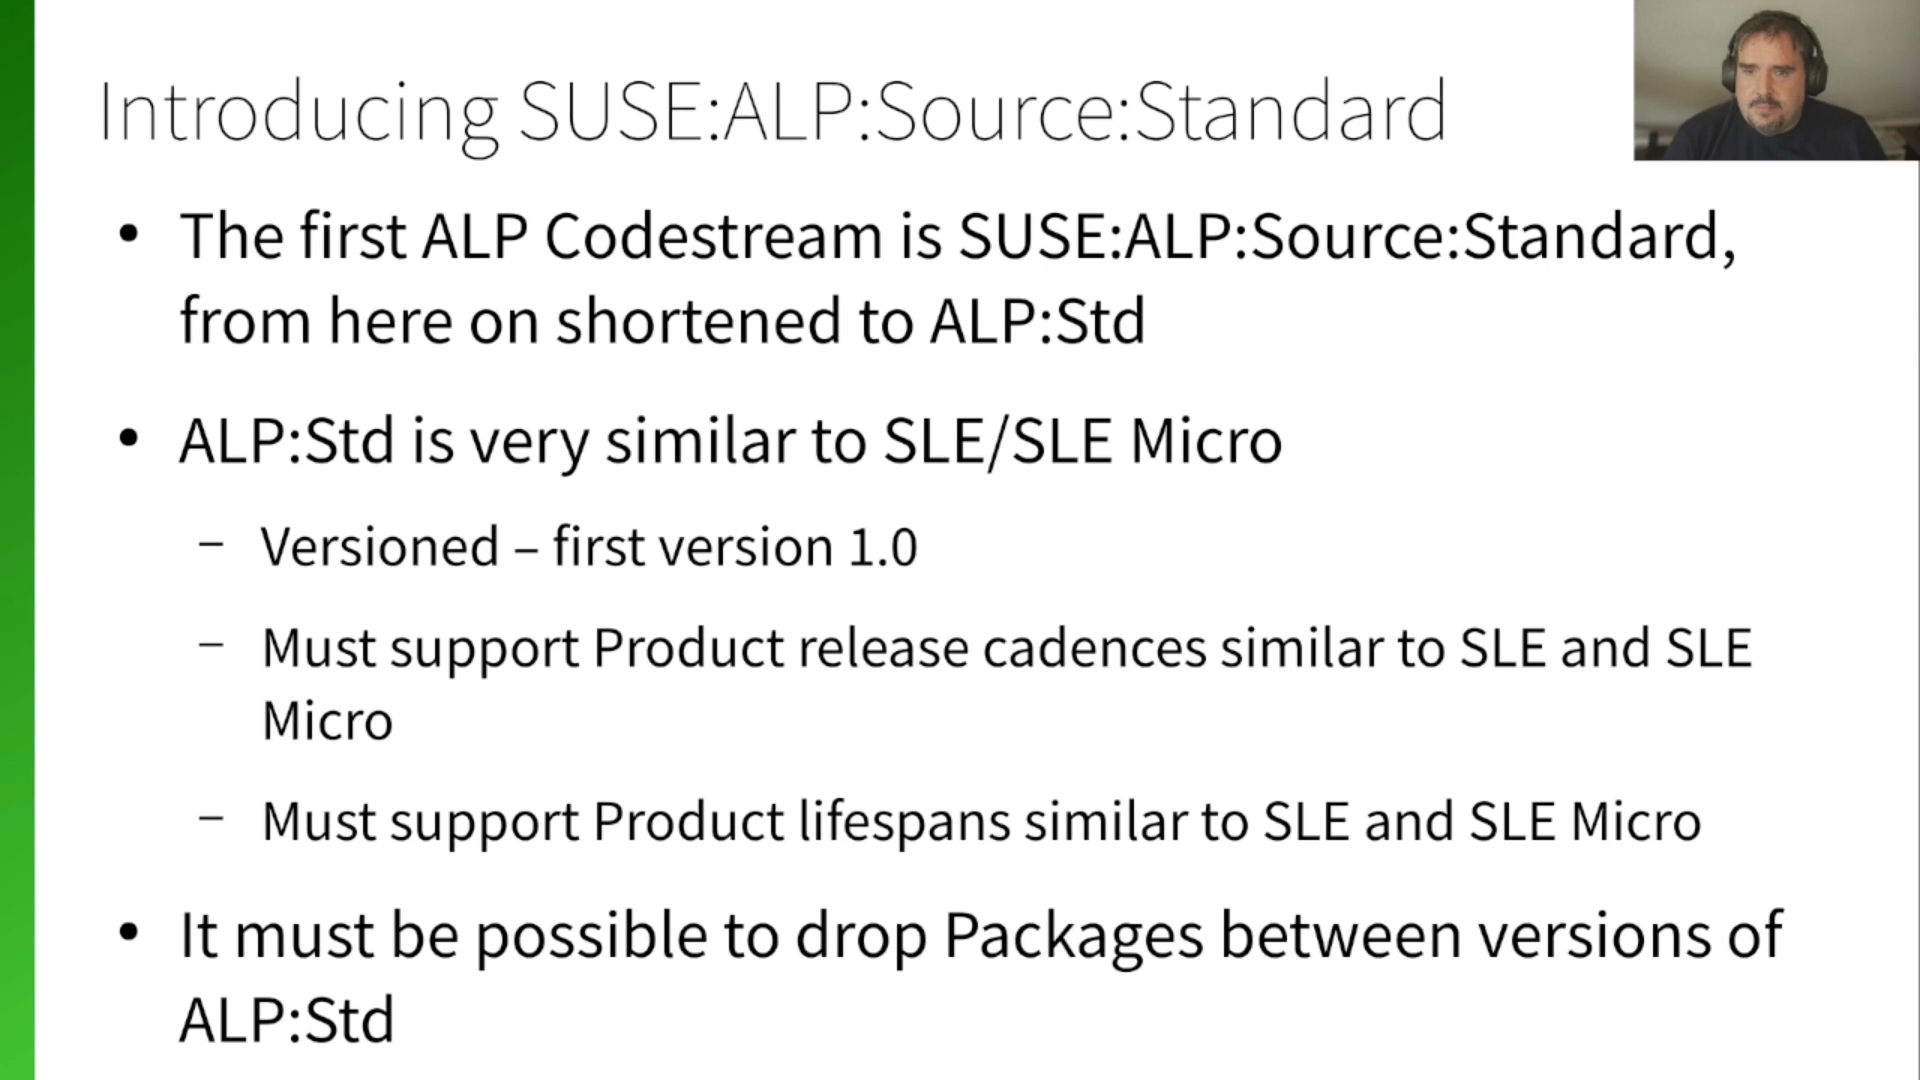 Introducing SUSE:ALP:Source:Standard
• The first ALP Codestream is SUSE:ALP:Source:Standard,
from here on shortened to ALP:Std
• ALP:Std is very similar to SLE/SLE Micro
– Versioned – first version 1.0
– Must support Product release cadences similar to SLE and SLE
Micro
– Must support Product lifespans similar to SLE and SLE Micro
• It must be possible to drop Packages between versions of
ALP:Std